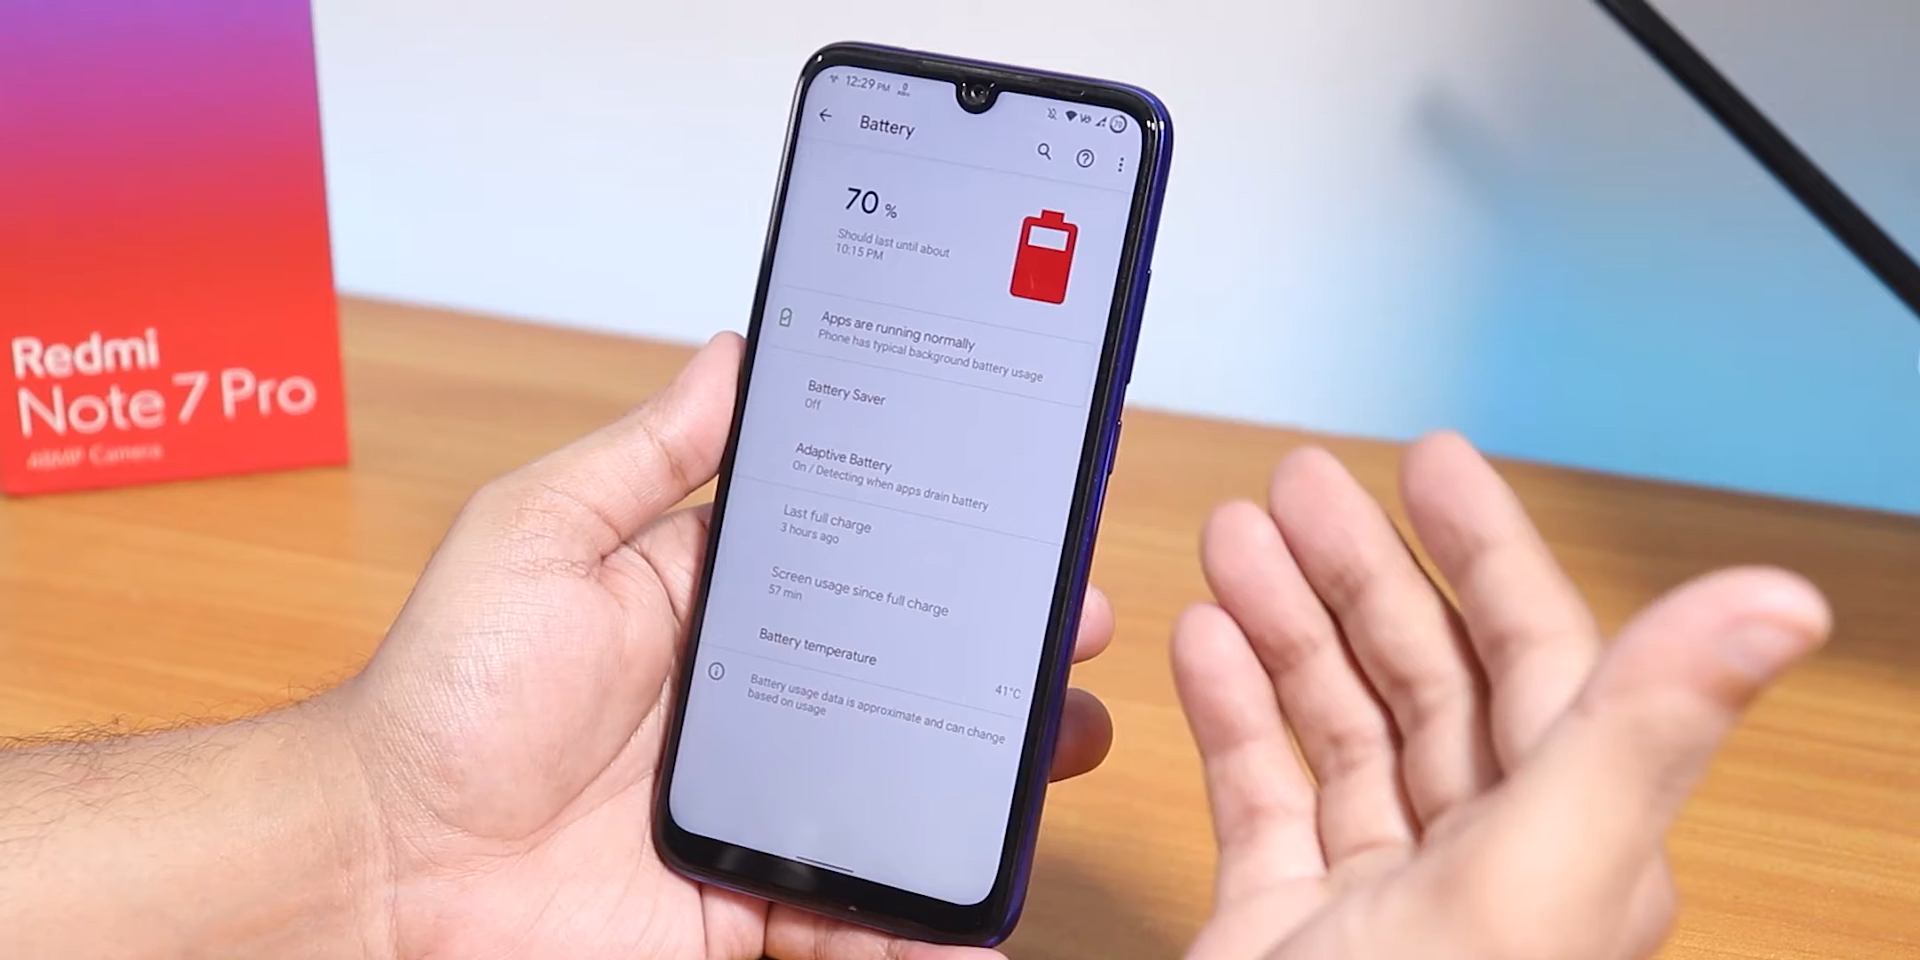 Redmi
Note 7 Pro
48MP Camera
12:29 PM
70
Battery
70 %
Should last until about
10:15 PM
Apps are running normally
Phone has typical background battery usage
Battery Saver
Off
Adaptive Battery
On / Detecting when apps drain battery
Last full charge
3 hours ago
Screen usage since full charge
57 min
Battery temperature
41°C
Battery usage data is approximate and can change
based on usage